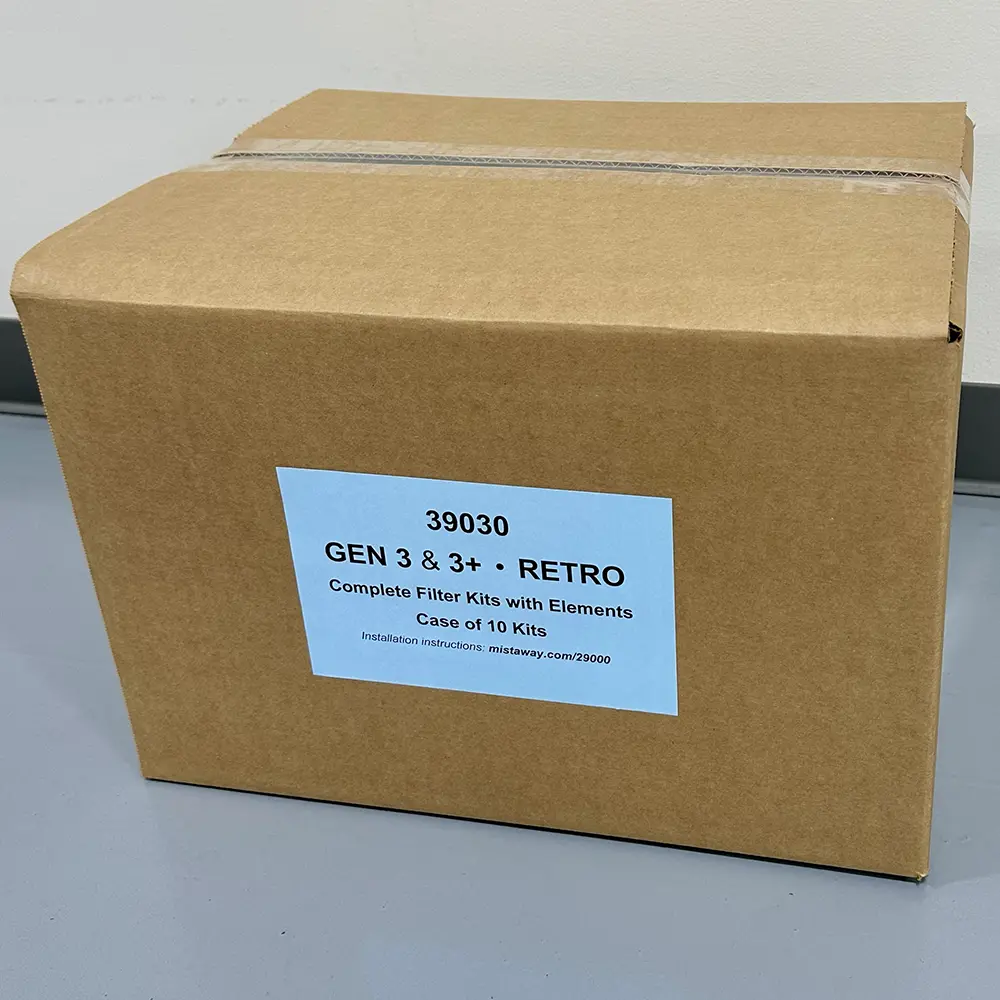 39030
GEN 3 & 3+ • RETRO
Complete Filter Kits with Elements
Case of 10 Kits
Installation instructions: mistaway.com/29000